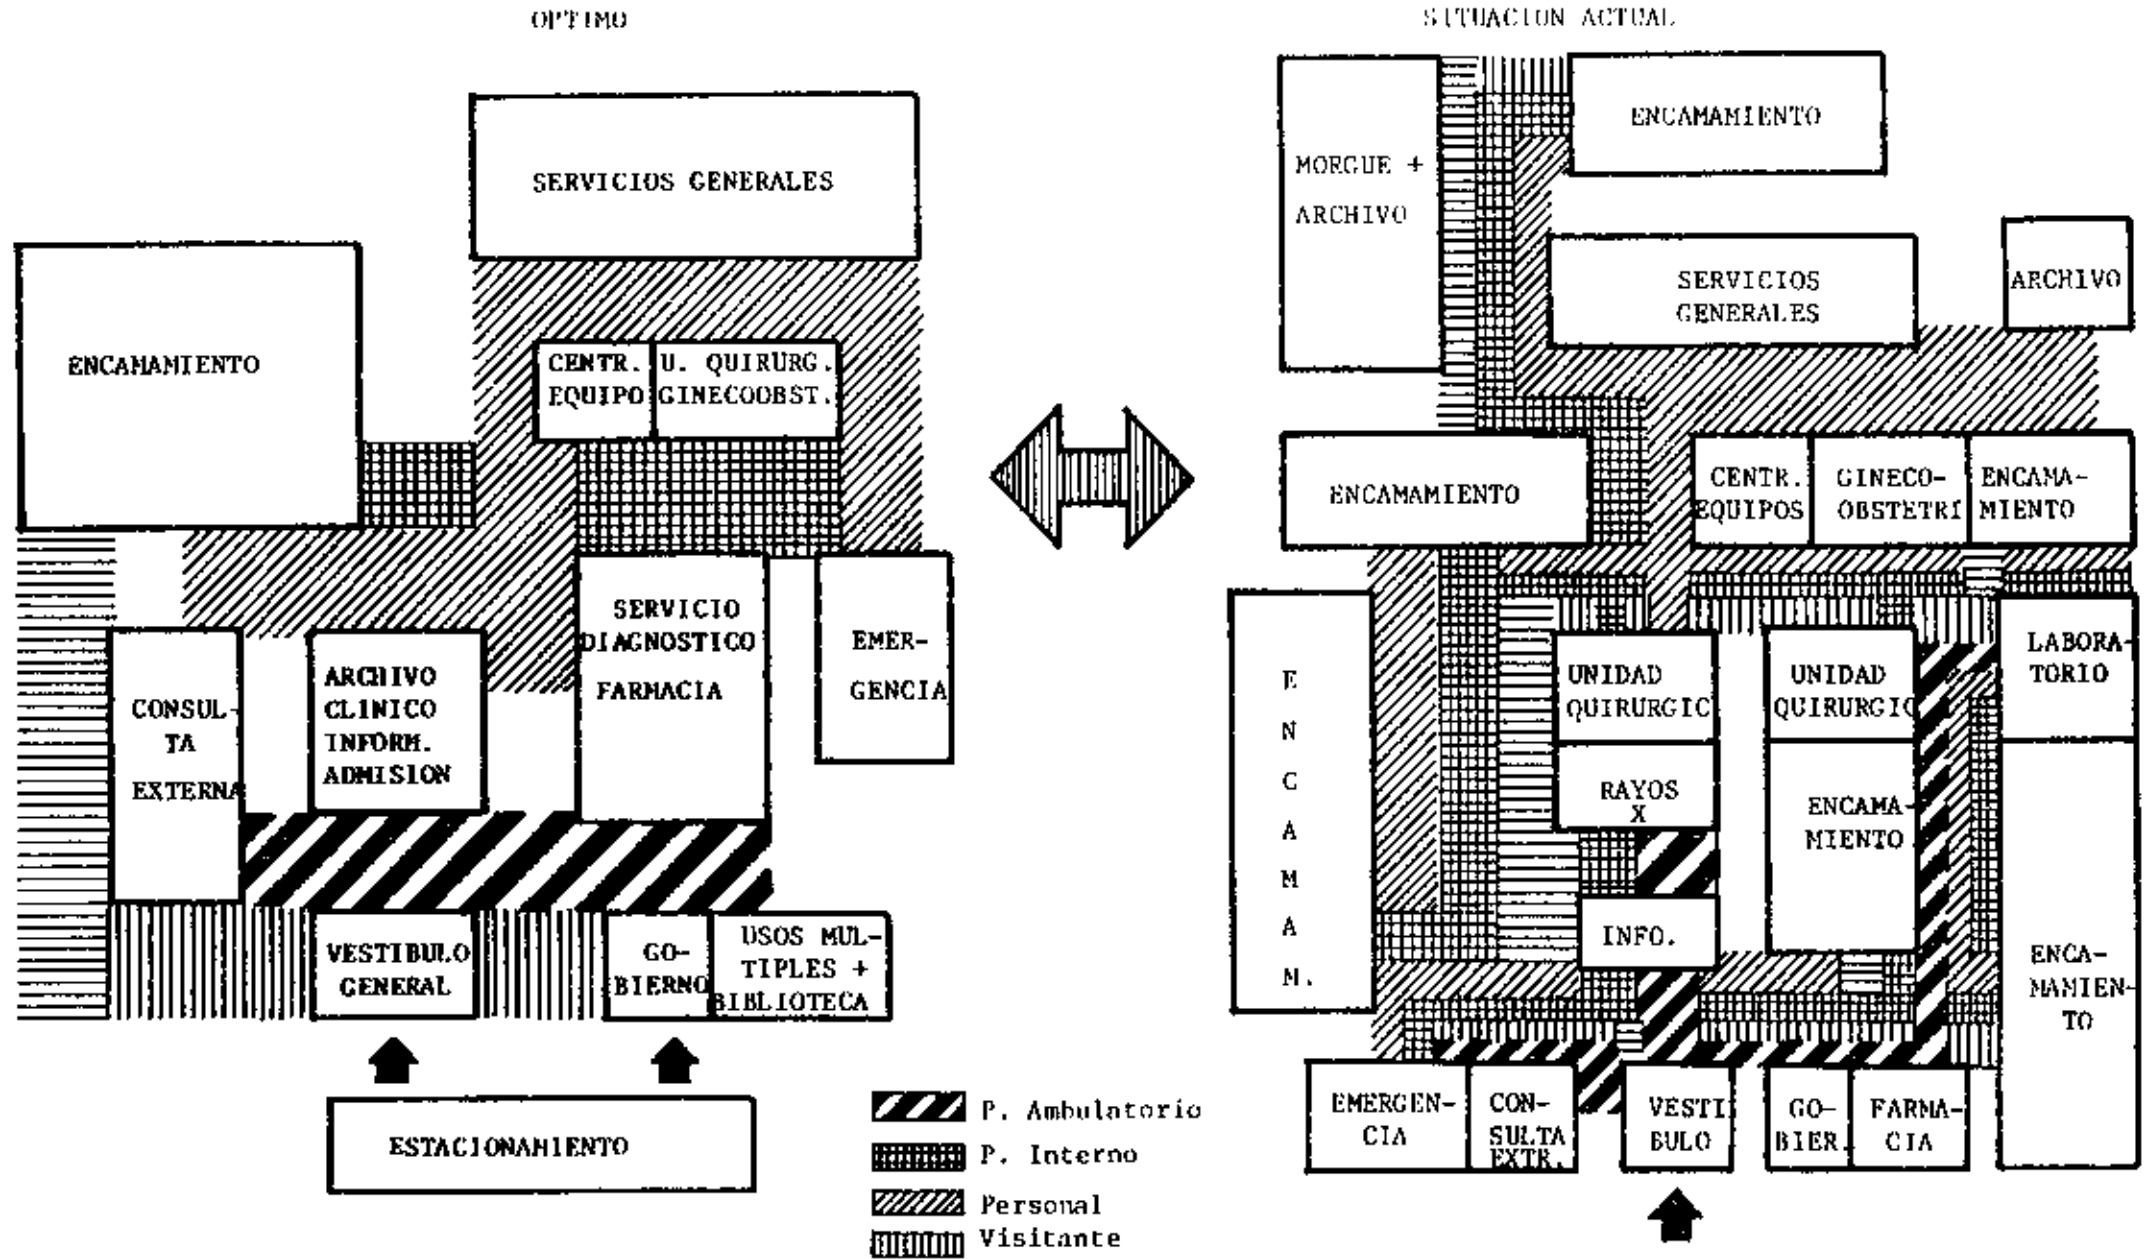 OPTIMO
SERVICIOS GENERALES
ENCAMAMIENTO
CENTR.
EQUIPO
U. QUIRURG.
GINECOOBST.
SERVICIO
DIAGNOSTICO
FARMACIA
EMER-
GENCIA
CONSUL-
TA
EXTERNA
ARCHIVO
CLINICO
INFORM.
ADMISION
VESTIBULO
GENERAL
GO-
BIERNO
USOS MUL-
TIPLES +
BIBLIOTECA
ESTACIONAMIENTO
P. Ambulatorio
P. Interno
Personal
Visitante
SITUACION ACTUAL
MORGUE +
ARCHIVO
ENCAMAMIENTO
SERVICIOS
GENERALES
ARCHIVO
ENCAMAMIENTO
CENTR.
EQUIPOS
GINECO-
OBSTETRI
ENCAMA-
MIENTO
E
N
C
A
M
A
M.
UNIDAD
QUIRURGIC
RAYOS
X
INFO.
UNIDAD
QUIRURGIC
ENCAMA-
MIENTO
LABORA-
TORIO
ENCA-
MAMIEN-
TO
EMERGEN-
CIA
CON-
SULTA
EXTR.
VESTI
BULO
GO-
BIER.
FARMA-
CIA